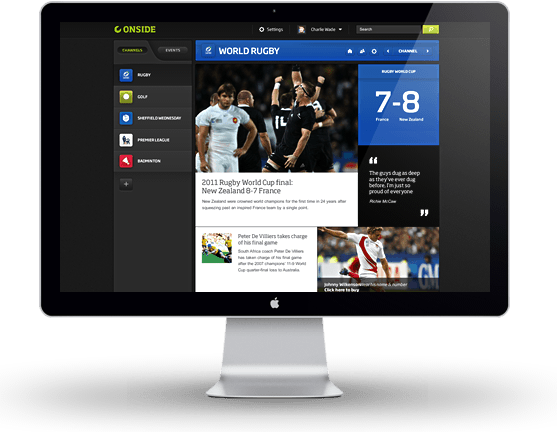 ONSIDE
Settings
Charlie Wade
Search
CHANNELS
EVENTS
WORLD RUGBY
CHANNEL
RUGBY
GOLF
SHEFFIELD WEDNESDAY
PREMIER LEAGUE
BADMINTON
RUGBY WORLD CUP
7-8
France
New Zealand
“
The guys dug as deep
as they've ever dug
before, I'm just so
proud of everyone
Richie McCaw
”
2011 Rugby World Cup final:
New Zealand 8-7 France
New Zealand were crowned world champions for the first time in 24 years after
squeezing past an inspired France team by a single point.
Peter De Villiers takes charge
of his final game
South Africa coach Peter De Villiers
has taken charge of his final game
after the 2007 champions' 11-9 World
Cup quarter-final loss to Australia
Johnny Wilkinson
name & number
Click here to buy